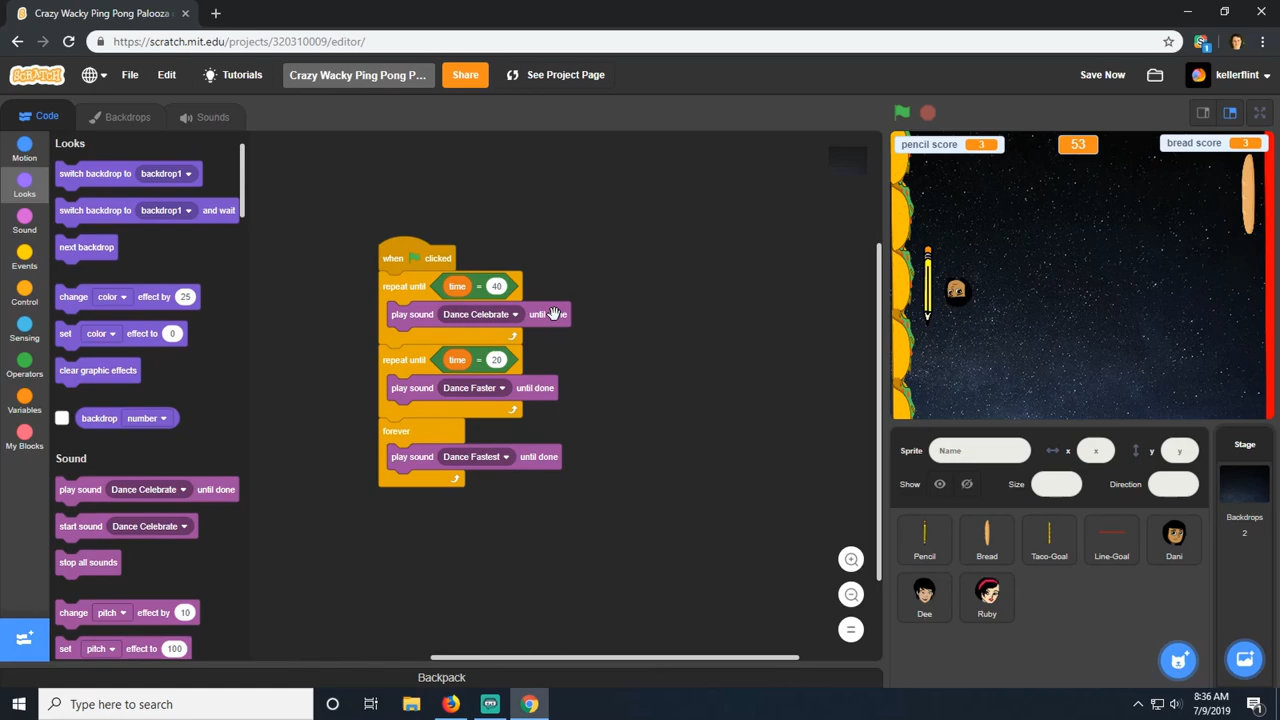 Crazy Wacky Ping Pong Palooza
https://scratch.mit.edu/projects/320310009/editor/
1
SCRATCH File Edit Tutorials Crazy Wacky Ping Pong P... Share See Project Page Save Now kellerflint
Code Backdrops Sounds
Motion
Looks
Sound
Events
Control
Sensing
Operators
Variables
My Blocks
Looks
switch backdrop to backdrop1
switch backdrop to backdrop1 and wait
next backdrop
change color effect by 25
set color effect to 0
clear graphic effects
backdrop number
Sound
play sound Dance Celebrate until done
start sound Dance Celebrate
stop all sounds
change pitch effect by 10
set pitch effect to 100
when clicked
repeat until time = 40
play sound Dance Celebrate until
repeat until time = 20
play sound Dance Faster until done
forever
play sound Dance Fastest until done
pencil score 3
53
bread score 3
Sprite Name x x y y
Show Size Direction
Pencil Bread Taco-Goal Line-Goal Dani
Dee Ruby
Stage
Backdrops
2
Backpack
Type here to search
8:36 AM
7/9/2019
1